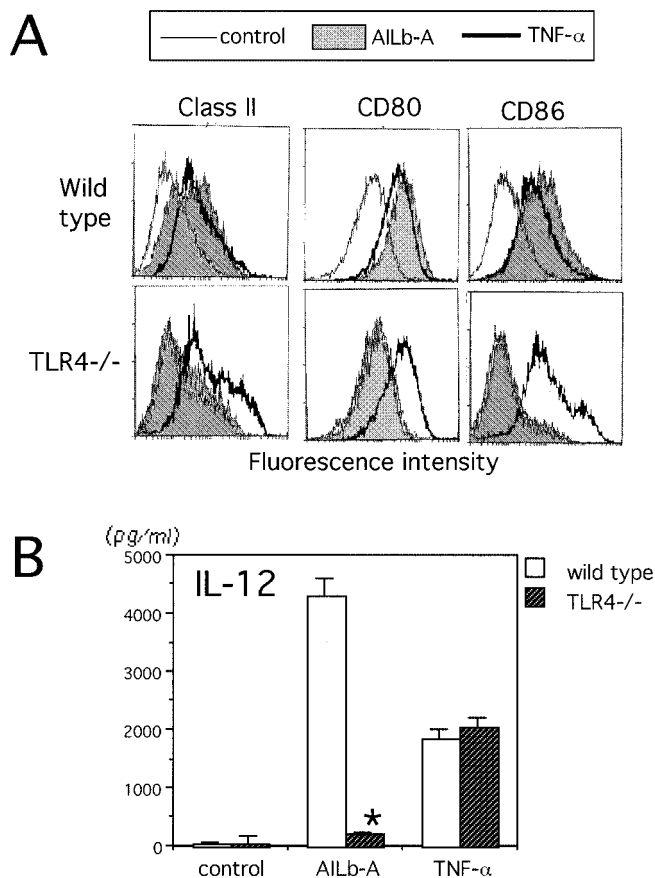 A
control AILb-A TNF-α
Class II CD80 CD86
Wild
type
TLR4-/-
Fluorescence intensity
B
(pg/ml)
IL-12
5000
4000
3000
2000
1000
0
wild type
TLR4-/-
*
control AILb-A TNF-α